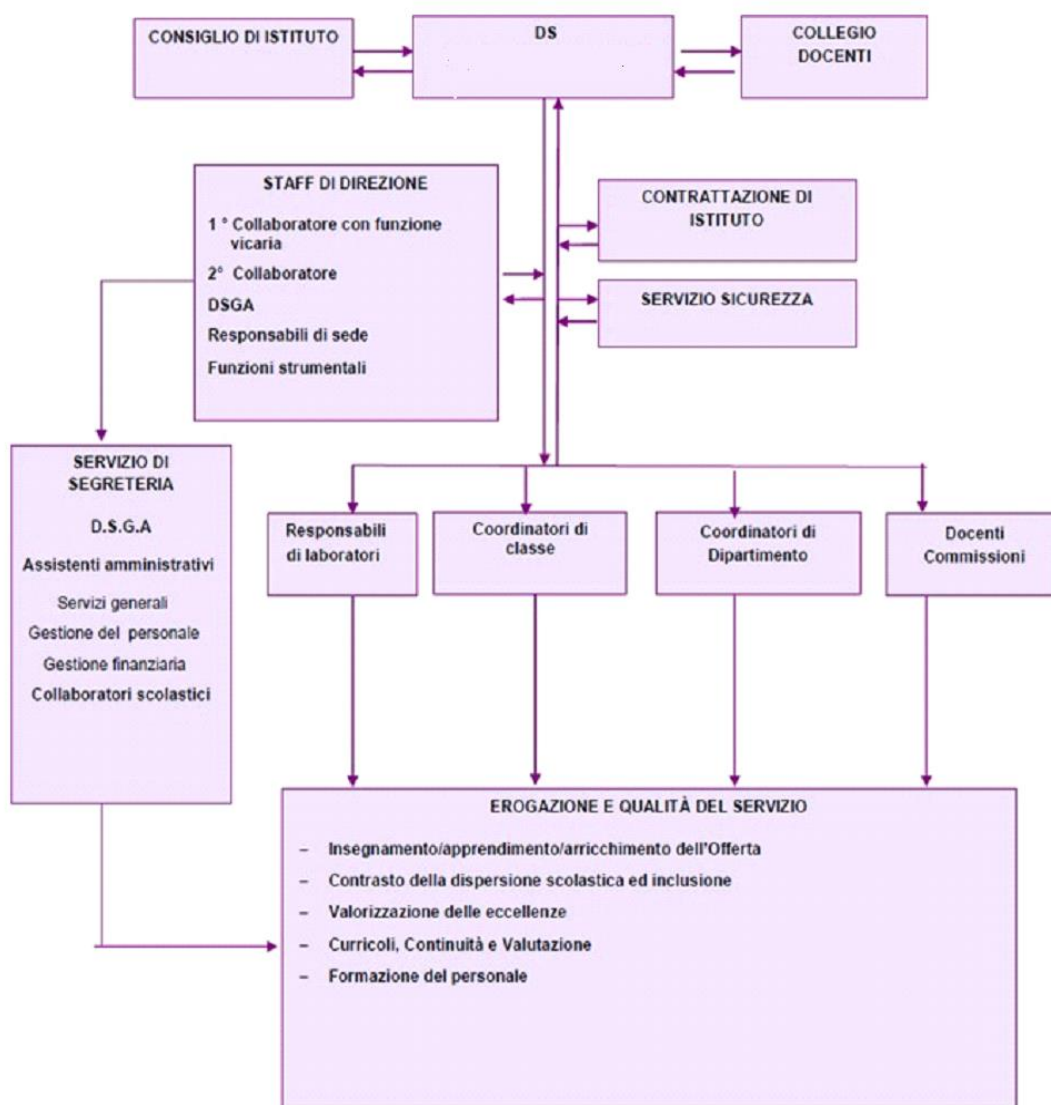 CONSIGLIO DI ISTITUTO
DS
COLLEGIO
DOCENTI
STAFF DI DIREZIONE
1 ° Collaboratore con funzione
vicaria
2° Collaboratore
DSGA
Responsabili di sede
Funzioni strumentali
CONTRATTAZIONE DI
ISTITUTO
SERVIZIO SICUREZZA
SERVIZIO DI
SEGRETERIA
D.S.G.A
Assistenti amministrativi
Servizi generali
Gestione del personale
Gestione finanziaria
Collaboratori scolastici
Responsabili
di laboratori
Coordinatori di
classe
Coordinatori di
Dipartimento
Docenti
Commissioni
EROGAZIONE E QUALITÀ DEL SERVIZIO
– Insegnamento/apprendimento/arricchimento dell'Offerta
– Contrasto della dispersione scolastica ed inclusione
– Valorizzazione delle eccellenze
– Curricoli, Continuità e Valutazione
– Formazione del personale